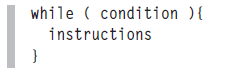 while ( condition ){
  instructions
}